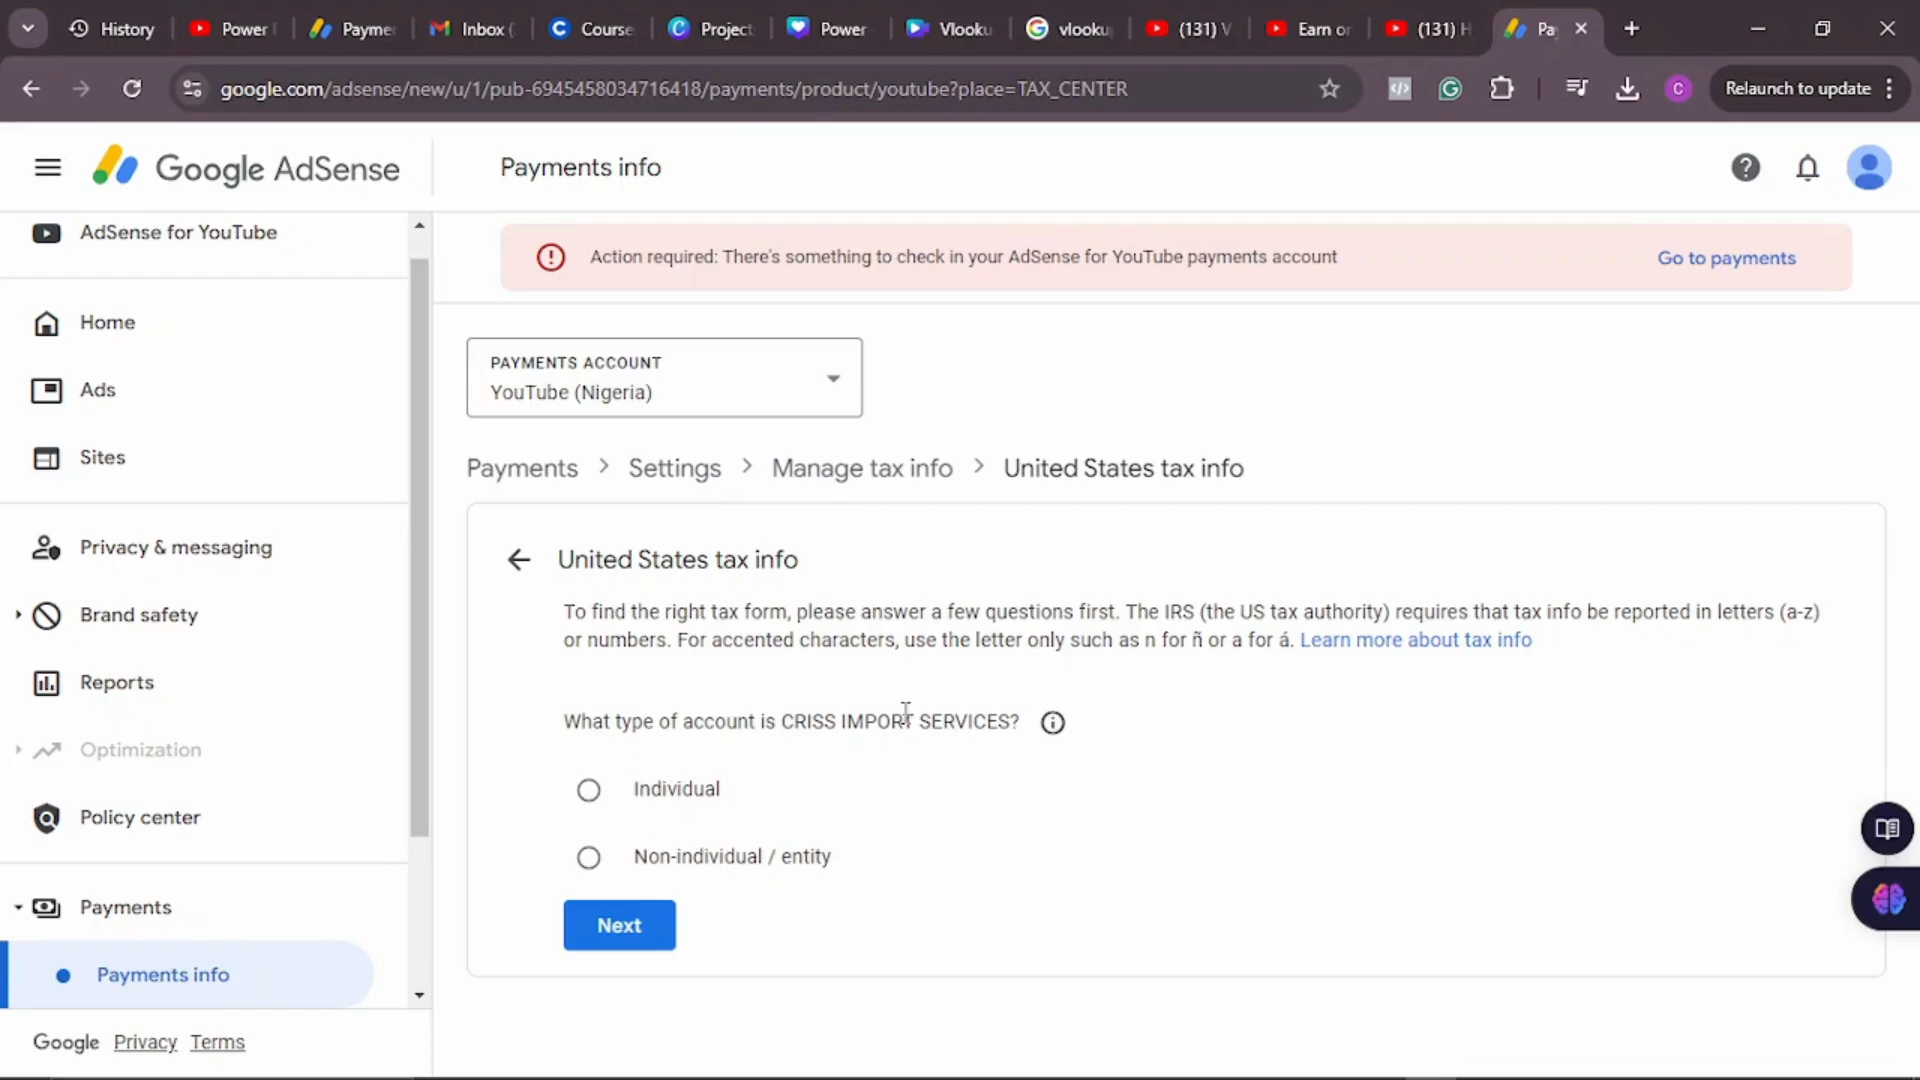 History
Power
Paymer
Inbox (
Course
Project
Power
Vlooku
vlooku
(131) V
Earn or
(131) H
Pa
google.com/adsense/new/u/1/pub-6945458034716418/payments/product/youtube?place=TAX_CENTER
C
Relaunch to update
Google AdSense
Payments info
AdSense for YouTube
Action required: There's something to check in your AdSense for YouTube payments account
Go to payments
Home
PAYMENTS ACCOUNT
YouTube (Nigeria)
Ads
Sites
Payments > Settings > Manage tax info > United States tax info
Privacy & messaging
United States tax info
Brand safety
To find the right tax form, please answer a few questions first. The IRS (the US tax authority) requires that tax info be reported in letters (a-z)
or numbers. For accented characters, use the letter only such as n for ñ or a for á. Learn more about tax info
Reports
What type of account is CRISS IMPORT SERVICES?
Optimization
Individual
Policy center
Non-individual / entity
Payments
Next
Payments info
Google Privacy Terms